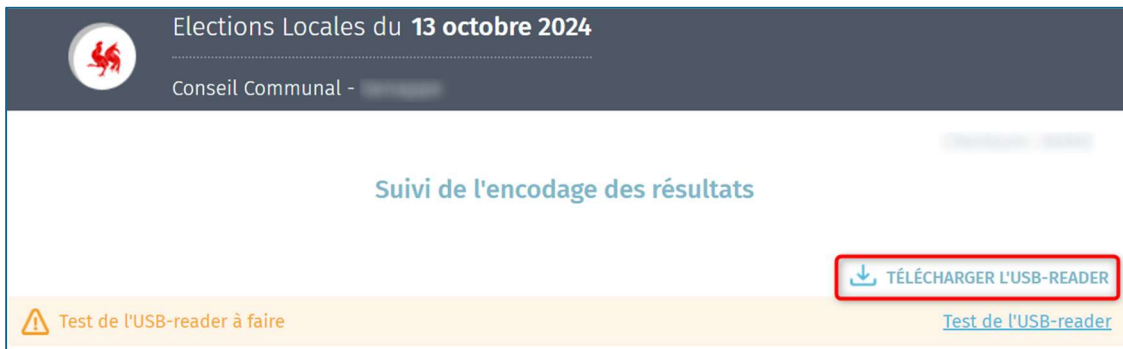 Elections Locales du 13 octobre 2024
Conseil Communal -
Suivi de l'encodage des résultats
TÉLÉCHARGER L'USB-READER
Test de l'USB-reader à faire
Test de l'USB-reader